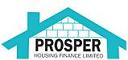 PROSPER
HOUSING FINANCE LIMITED